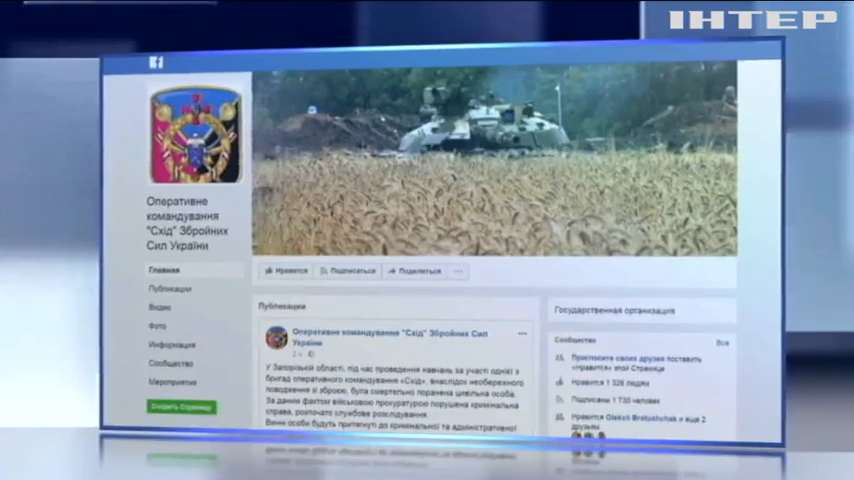 ІНТЕР
Оперативне
командування
"Схід" Збройних
Сил України
Главная
Публикации
Видео
Фото
Информация
Сообщество
Мероприятие
Создать Страницу
Нравится
Подписаться
Поделиться
Публикации
Оперативне командування "Схід" Збройних Сил
України
2 ч
У Запорізькій області, під час проведення навчань за участі однієї з
бригад оперативного командування «Схід», внаслідок необережного
поводження зі зброєю, була смертельно поранена цивільна особа.
За даним фактом військовою прокуратурою порушена кримінальна
справа, розпочато службове розслідування.
Винні особи будуть притягнуті до кримінальної та адміністративної
Государственная организация
Сообщество
Все
Пригласите своих друзей поставить
«Нравится» этой Странице
Нравится 1 326 людям
Подписаны 1 730 человек
Нравится Oleksii Bratushchak и еще 2
друзьям